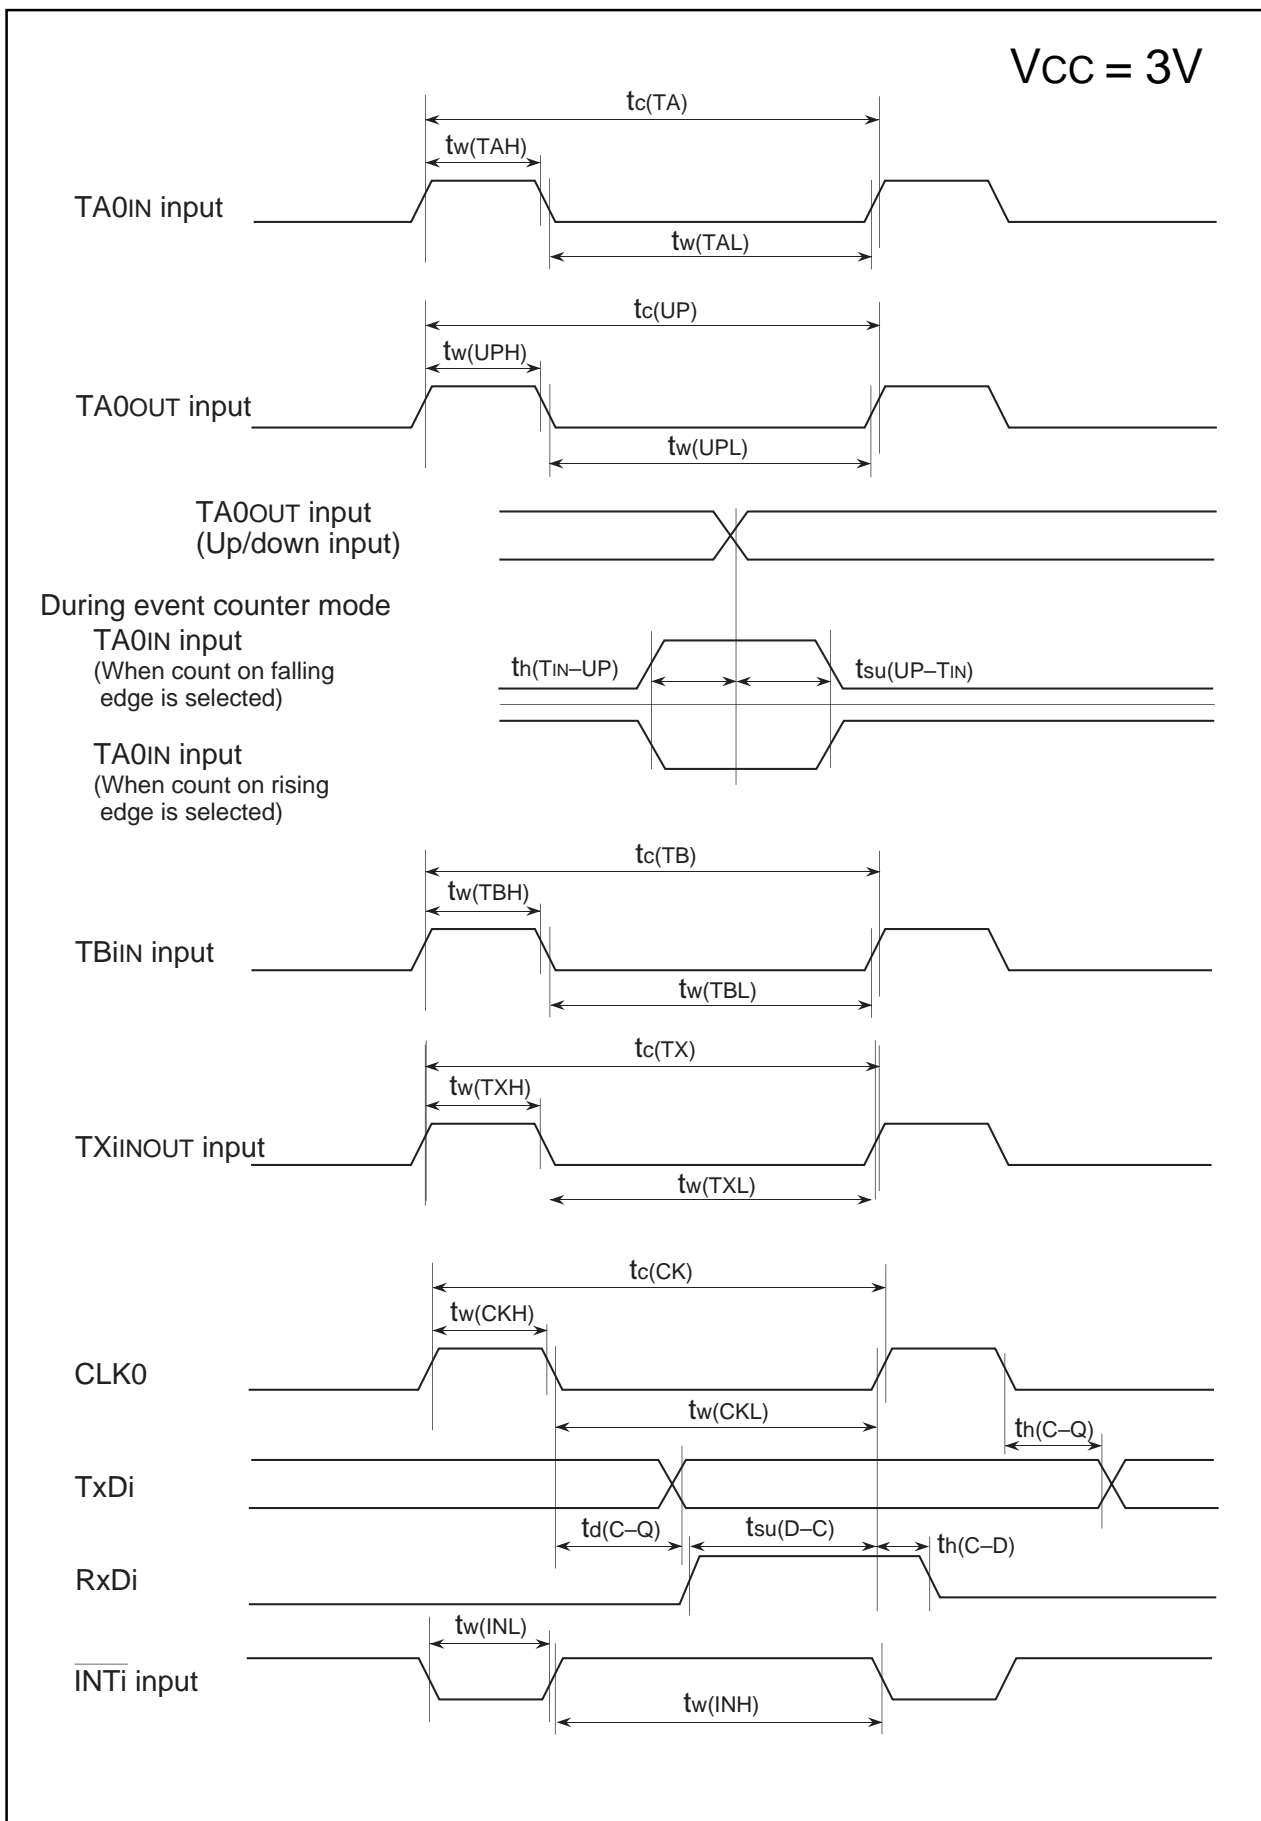 VCC = 3V
tc(TA)
tw(TAH)
TA0IN input
tw(TAL)
tc(UP)
tw(UPH)
TA0OUT input
tw(UPL)
TA0OUT input
(Up/down input)
During event counter mode
TA0IN input
(When count on falling
edge is selected)
th(TIN–UP)
tsu(UP–TIN)
TA0IN input
(When count on rising
edge is selected)
tc(TB)
tw(TBH)
TBiIN input
tw(TBL)
tc(TX)
tw(TXH)
TXiINOUT input
tw(TXL)
tc(CK)
tw(CKH)
CLK0
tw(CKL)
th(C–Q)
TxDi
td(C–Q)
tsu(D–C)
th(C–D)
RxDi
tw(INL)
INTi input
tw(INH)